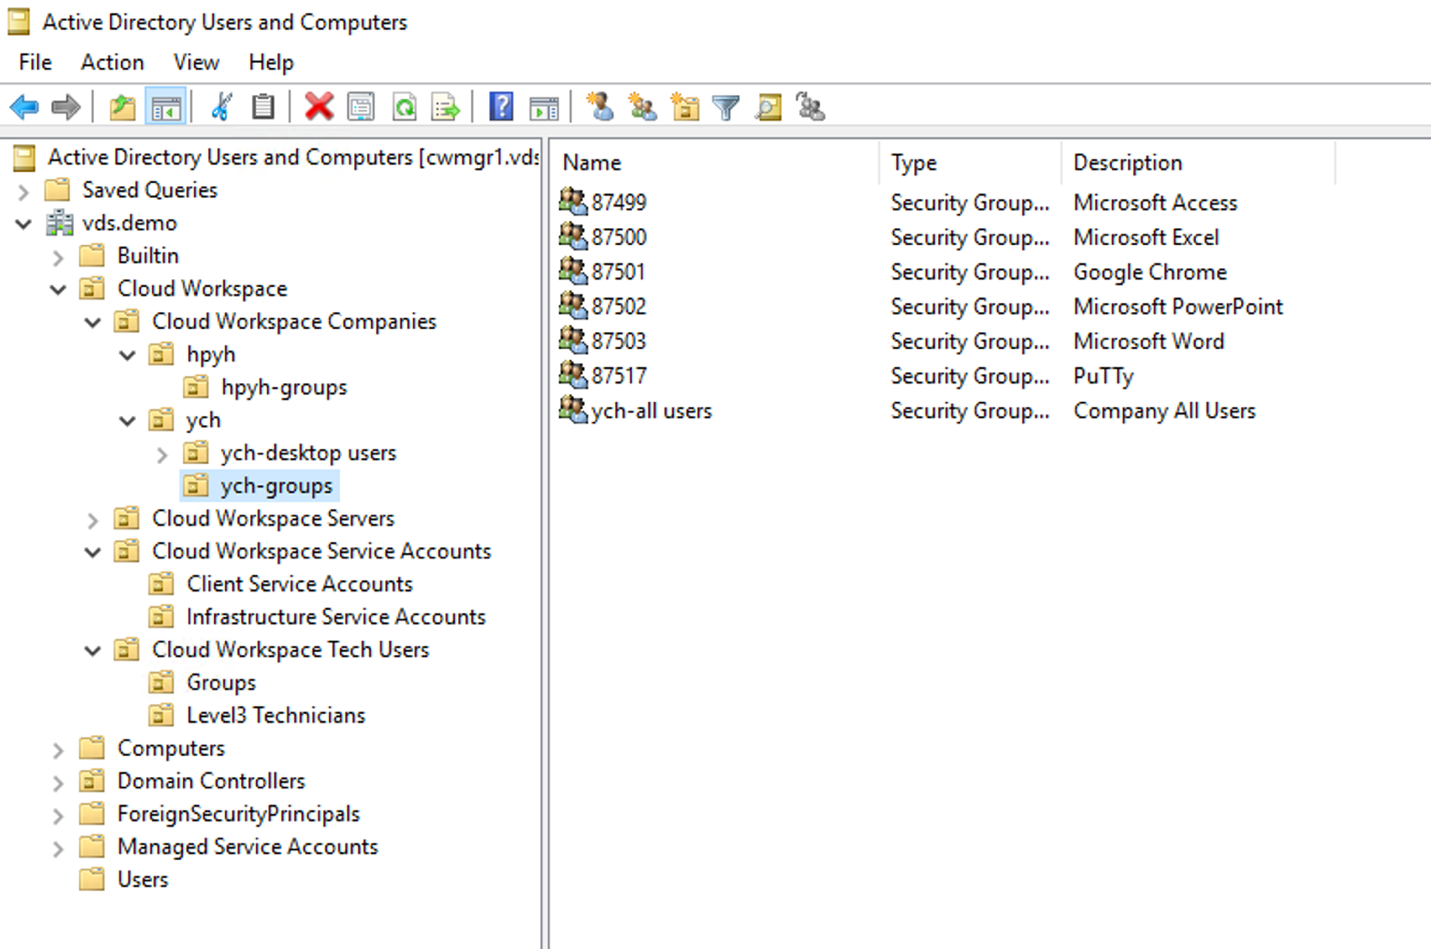 Active Directory Users and Computers
File Action View Help
Active Directory Users and Computers [cwmgr1.vds
Saved Queries
vds.demo
Builtin
Cloud Workspace
Cloud Workspace Companies
hpyh
hpyh-groups
ych
ych-desktop users
ych-groups
Cloud Workspace Servers
Cloud Workspace Service Accounts
Client Service Accounts
Infrastructure Service Accounts
Cloud Workspace Tech Users
Groups
Level3 Technicians
Computers
Domain Controllers
ForeignSecurityPrincipals
Managed Service Accounts
Users
Name Type Description
87499 Security Group... Microsoft Access
87500 Security Group... Microsoft Excel
87501 Security Group... Google Chrome
87502 Security Group... Microsoft PowerPoint
87503 Security Group... Microsoft Word
87517 Security Group... PuTTy
ych-all users Security Group... Company All Users